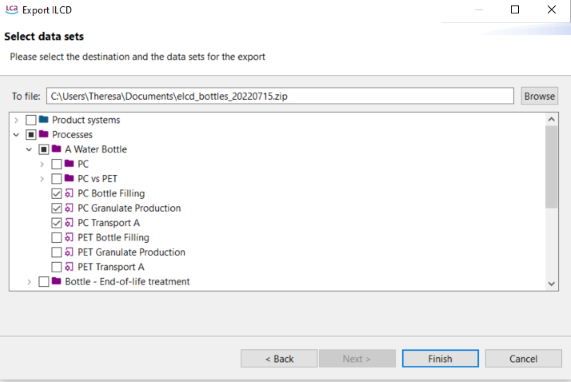 LCA Export ILCD
Select data sets
Please select the destination and the data sets for the export
To file: C:\Users\Theresa\Documents\elcd_bottles_20220715.zip Browse
Product systems
Processes
A Water Bottle
PC
PC vs PET
PC Bottle Filling
PC Granulate Production
PC Transport A
PET Bottle Filling
PET Granulate Production
PET Transport A
Bottle - End-of-life treatment
< Back Next > Finish Cancel